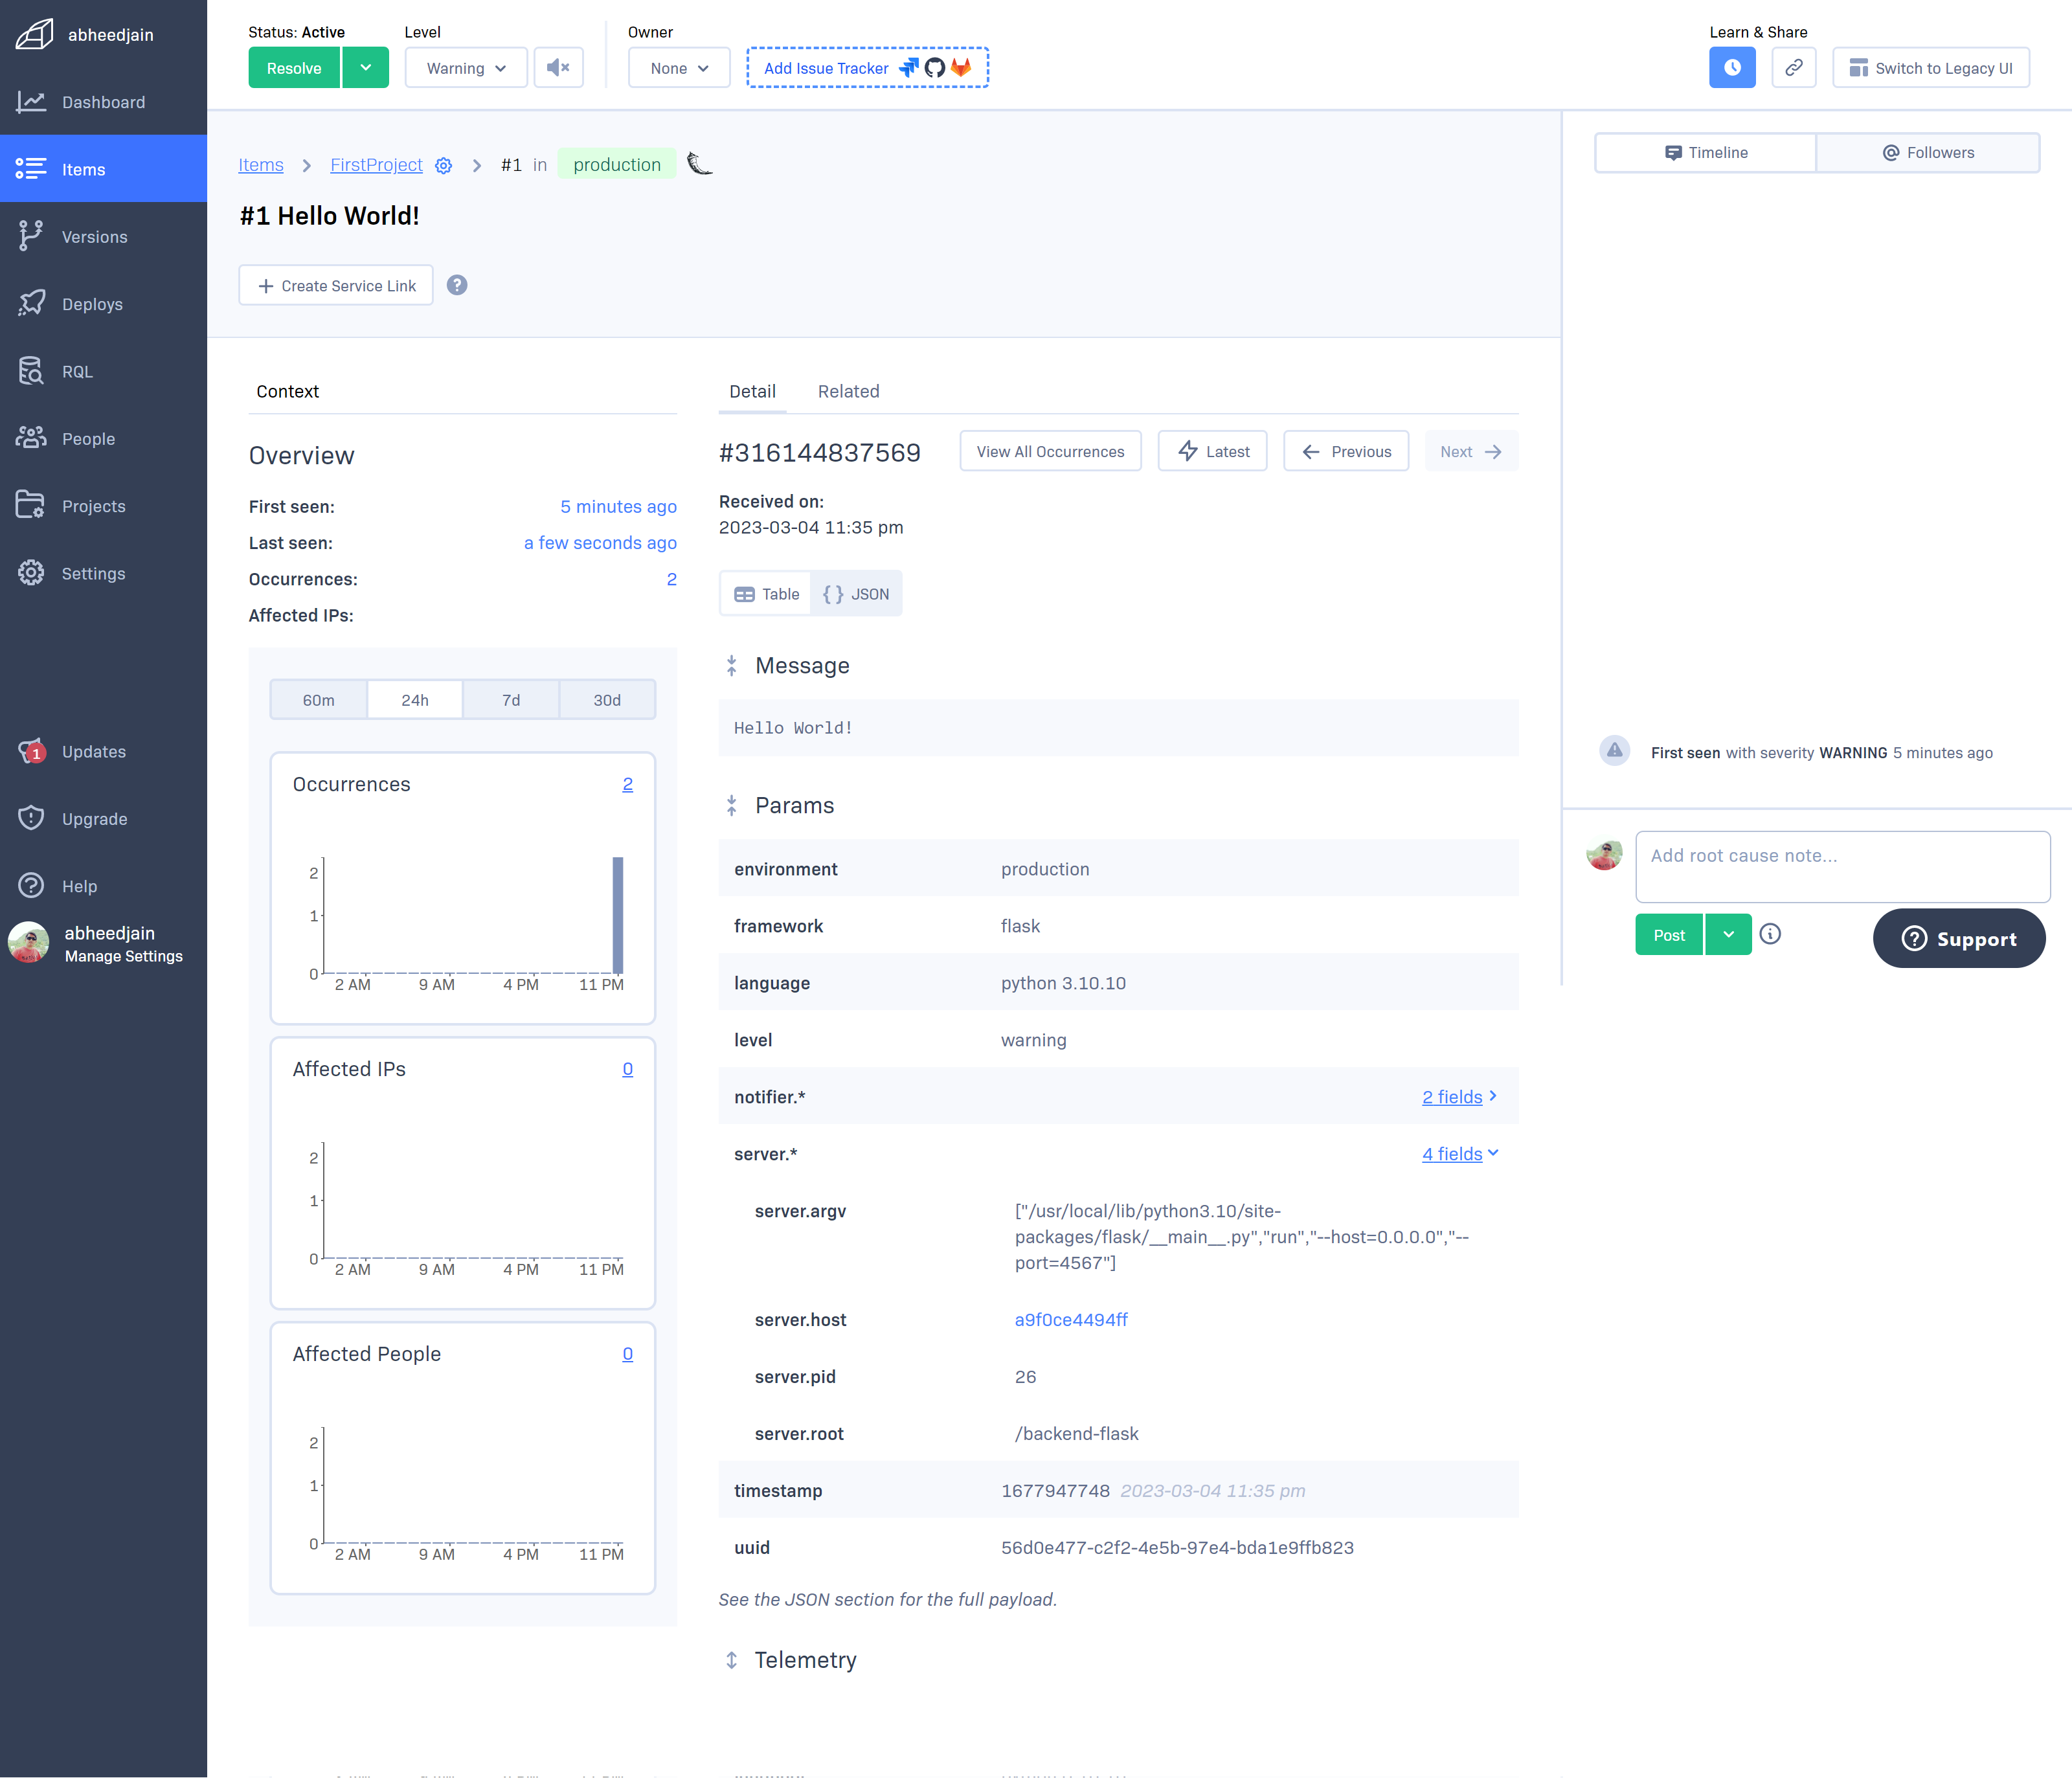 abheedjain
Dashboard
Items
Versions
Deploys
RQL
People
Projects
Settings
Updates
1
Upgrade
Help
abheedjain
Manage Settings
Status: Active
Resolve
Level
Warning
Owner
None
Add Issue Tracker
Learn & Share
Switch to Legacy UI
Items > FirstProject > #1 in production
#1 Hello World!
+ Create Service Link
Context
Overview
First seen: 5 minutes ago
Last seen: a few seconds ago
Occurrences: 2
Affected IPs:
60m 24h 7d 30d
Occurrences 2
2
1
0
2 AM 9 AM 4 PM 11 PM
Affected IPs 0
2
1
0
2 AM 9 AM 4 PM 11 PM
Affected People 0
2
1
0
2 AM 9 AM 4 PM 11 PM
Detail Related
#316144837569
View All Occurrences
Latest
Previous
Next
Received on:
2023-03-04 11:35 pm
Table {} JSON
Message
Hello World!
Params
environment production
framework flask
language python 3.10.10
level warning
notifier.* 2 fields
server.* 4 fields
server.argv ["/usr/local/lib/python3.10/site-
packages/flask/__main__.py","run","--host=0.0.0.0","--
port=4567"]
server.host a9f0ce4494ff
server.pid 26
server.root /backend-flask
timestamp 1677947748 2023-03-04 11:35 pm
uuid 56d0e477-c2f2-4e5b-97e4-bda1e9ffb823
See the JSON section for the full payload.
Telemetry
Timeline
Followers
First seen with severity WARNING 5 minutes ago
Add root cause note...
Post
Support